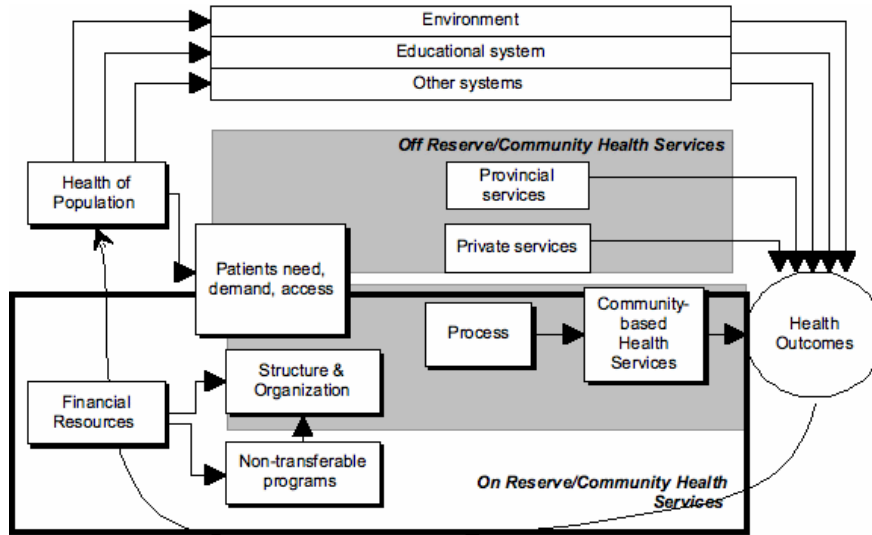 Environment
Educational system
Other systems
Off Reserve/Community Health Services
Health of
Population
Provincial
services
Private services
Patients need,
demand, access
Community-
based
Health
Services
Process
Health
Outcomes
Structure &
Organization
Financial
Resources
Non-transferable
programs
On Reserve/Community Health
Services